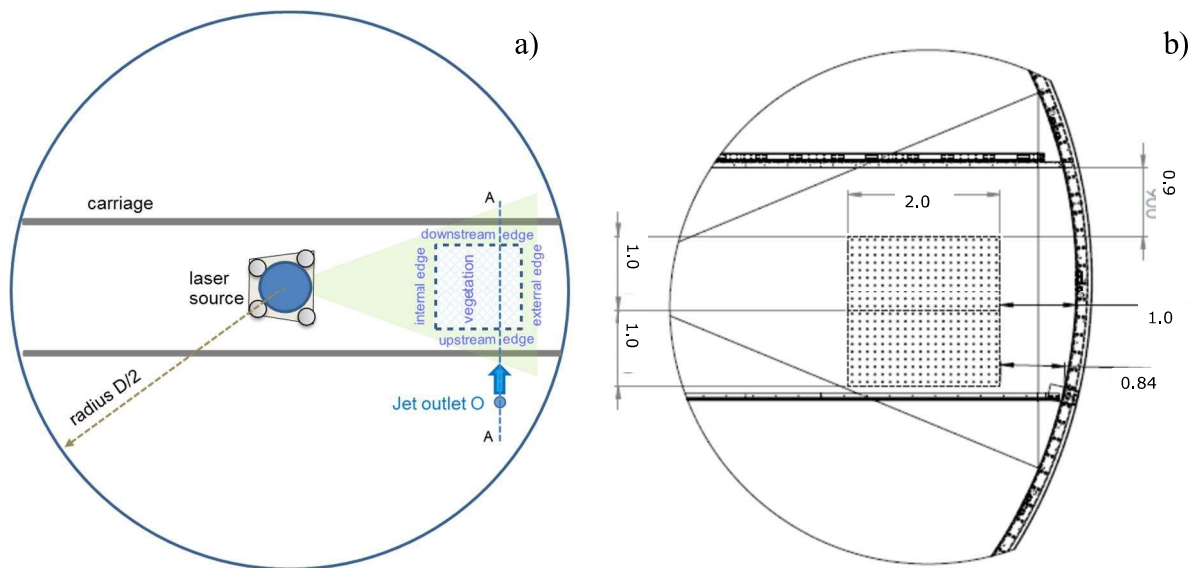 a)
carriage
A
downstream edge
laser
source
internal edge
vegetation
external edge
upstream edge
radius D/2
Jet outlet O
A
b)
0.9
900
2.0
1.0
1.0
1.0
0.84